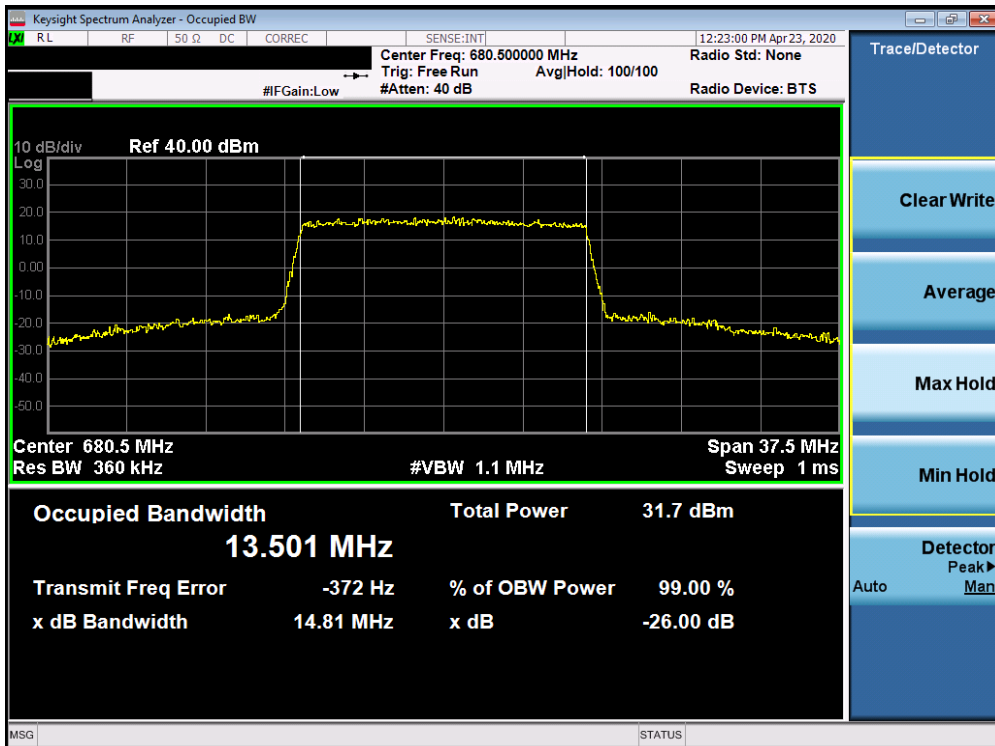 Keysight Spectrum Analyzer - Occupied BW
LXI RL RF 50 Ω DC CORREC SENSE:INT 12:23:00 PM Apr 23, 2020
Center Freq: 680.500000 MHz Radio Std: None
Trig: Free Run Avg|Hold: 100/100
#IFGain:Low #Atten: 40 dB Radio Device: BTS
10 dB/div Ref 40.00 dBm
Log
30.0
20.0
10.0
0.00
-10.0
-20.0
-30.0
-40.0
-50.0
Center 680.5 MHz Span 37.5 MHz
Res BW 360 kHz #VBW 1.1 MHz Sweep 1 ms
Occupied Bandwidth Total Power 31.7 dBm
13.501 MHz
Transmit Freq Error -372 Hz % of OBW Power 99.00 %
x dB Bandwidth 14.81 MHz x dB -26.00 dB
Trace/Detector
Clear Write
Average
Max Hold
Min Hold
Detector
Peak▶
Auto Man
MSG STATUS